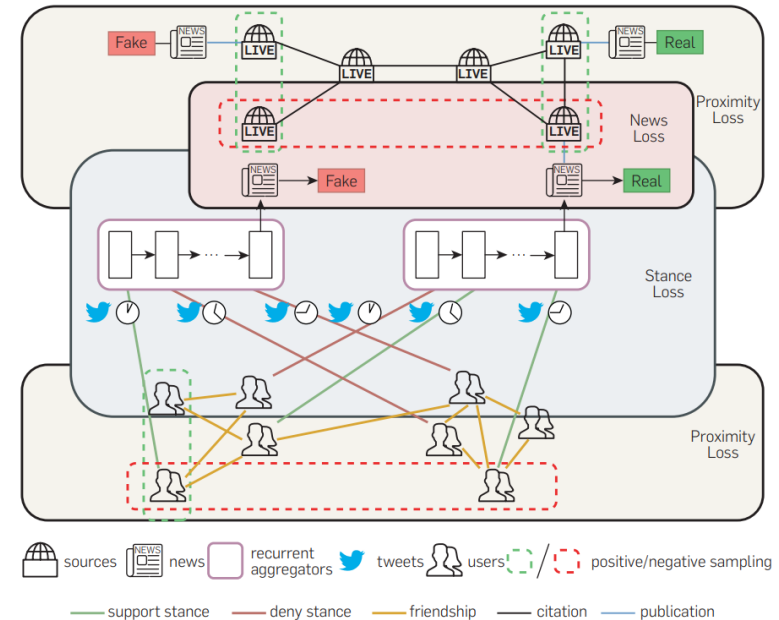 Fake
NEWS
LIVE
LIVE
NEWS
Real
LIVE
LIVE
Proximity
Loss
LIVE
LIVE
News
Loss
NEWS
Fake
NEWS
Real
...
...
Stance
Loss
Proximity
Loss
sources
NEWS
news
recurrent
aggregators
tweets
users
/
positive/negative sampling
support stance
deny stance
friendship
citation
publication